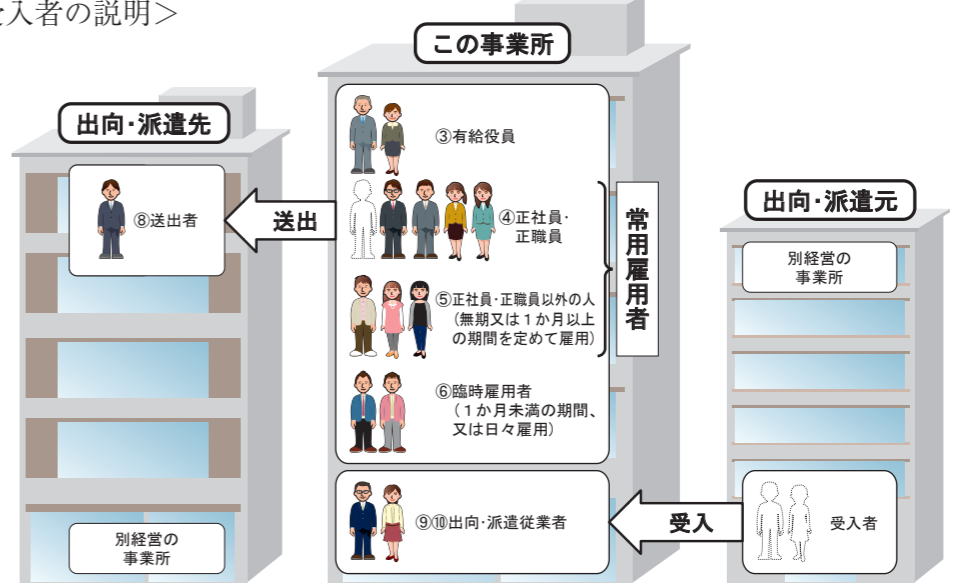 受入者の説明＞
この事業所
出向・派遣先
⑧送出者
送出
別経営の
事業所
③有給役員
④正社員・
正職員
⑤正社員・正職員以外の人
（無期又は１か月以上
の期間を定めて雇用）
⑥臨時雇用者
（１か月未満の期間、
又は日々雇用）
常用雇用者
⑨⑩出向・派遣従業者
受入
出向・派遣元
別経営の
事業所
受入者